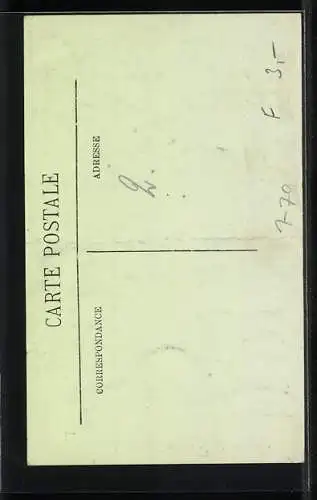 CARTE POSTALE
CORRESPONDANCE
ADRESSE
F 3,-